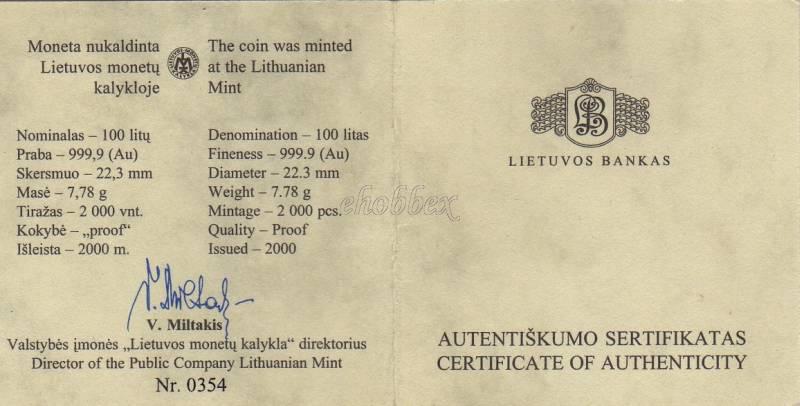 Moneta nukaldinta
Lietuvos monetų
kalykloje
The coin was minted
at the Lithuanian
Mint
Nominalas – 100 litų
Praba – 999,9 (Au)
Skersmuo – 22,3 mm
Masė – 7,78 g
Tiražas – 2 000 vnt.
Kokybė – „proof“
Išleista – 2000 m.
Denomination – 100 litas
Fineness – 999.9 (Au)
Diameter – 22.3 mm
Weight – 7.78 g
Mintage – 2 000 pcs.
Quality – Proof
Issued – 2000
V. Miltakis
Valstybės įmonės „Lietuvos monetų kalykla“ direktorius
Director of the Public Company Lithuanian Mint
Nr. 0354
LB
LIETUVOS BANKAS
ehobbex
AUTENTIŠKUMO SERTIFIKATAS
CERTIFICATE OF AUTHENTICITY